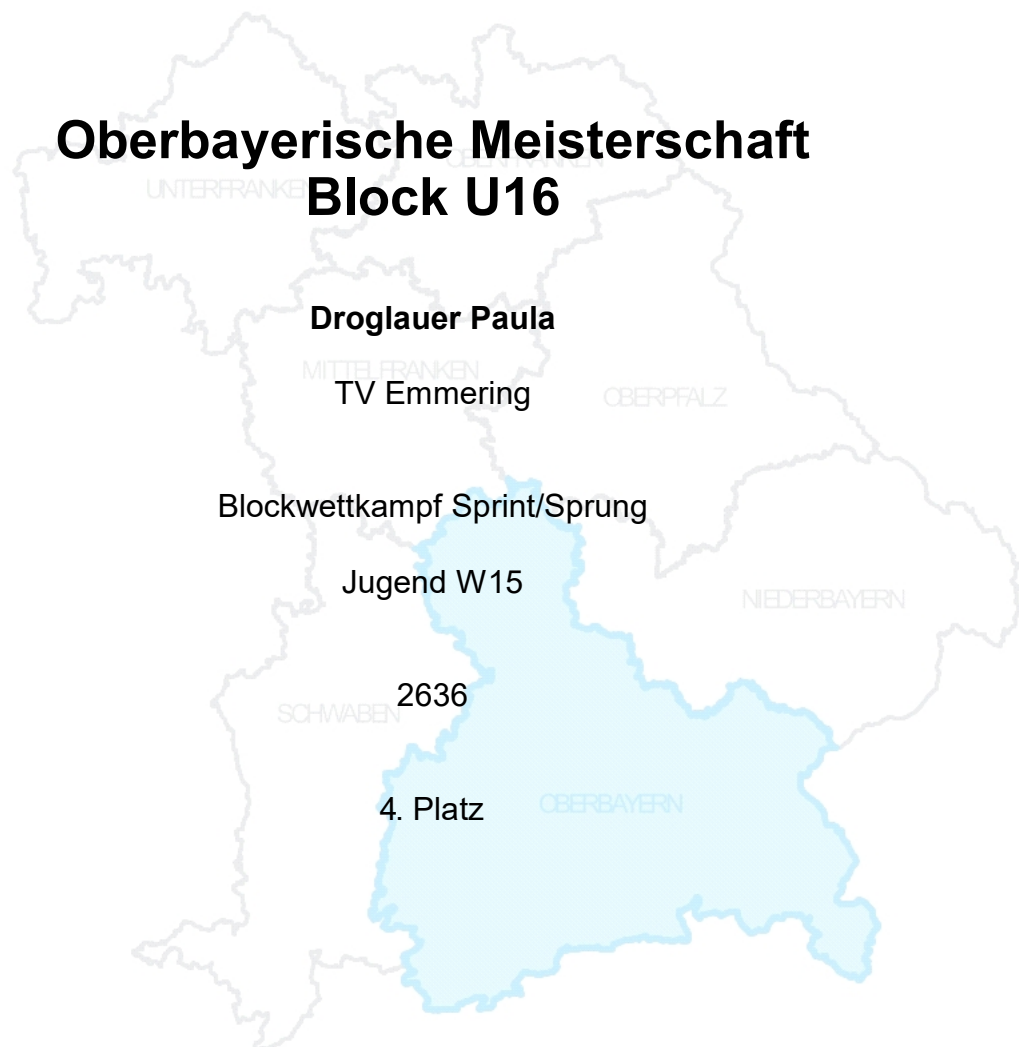 Oberbayerische Meisterschaft
OBERFRANKEN
UNTERFRANKEN
Block U16
Droglauer Paula
MITTELFRANKEN
TV Emmering
OBERPFALZ
Blockwettkampf Sprint/Sprung
Jugend W15
NIEDERBAYERN
2636
SCHWABEN
4. Platz
OBERBAYERN